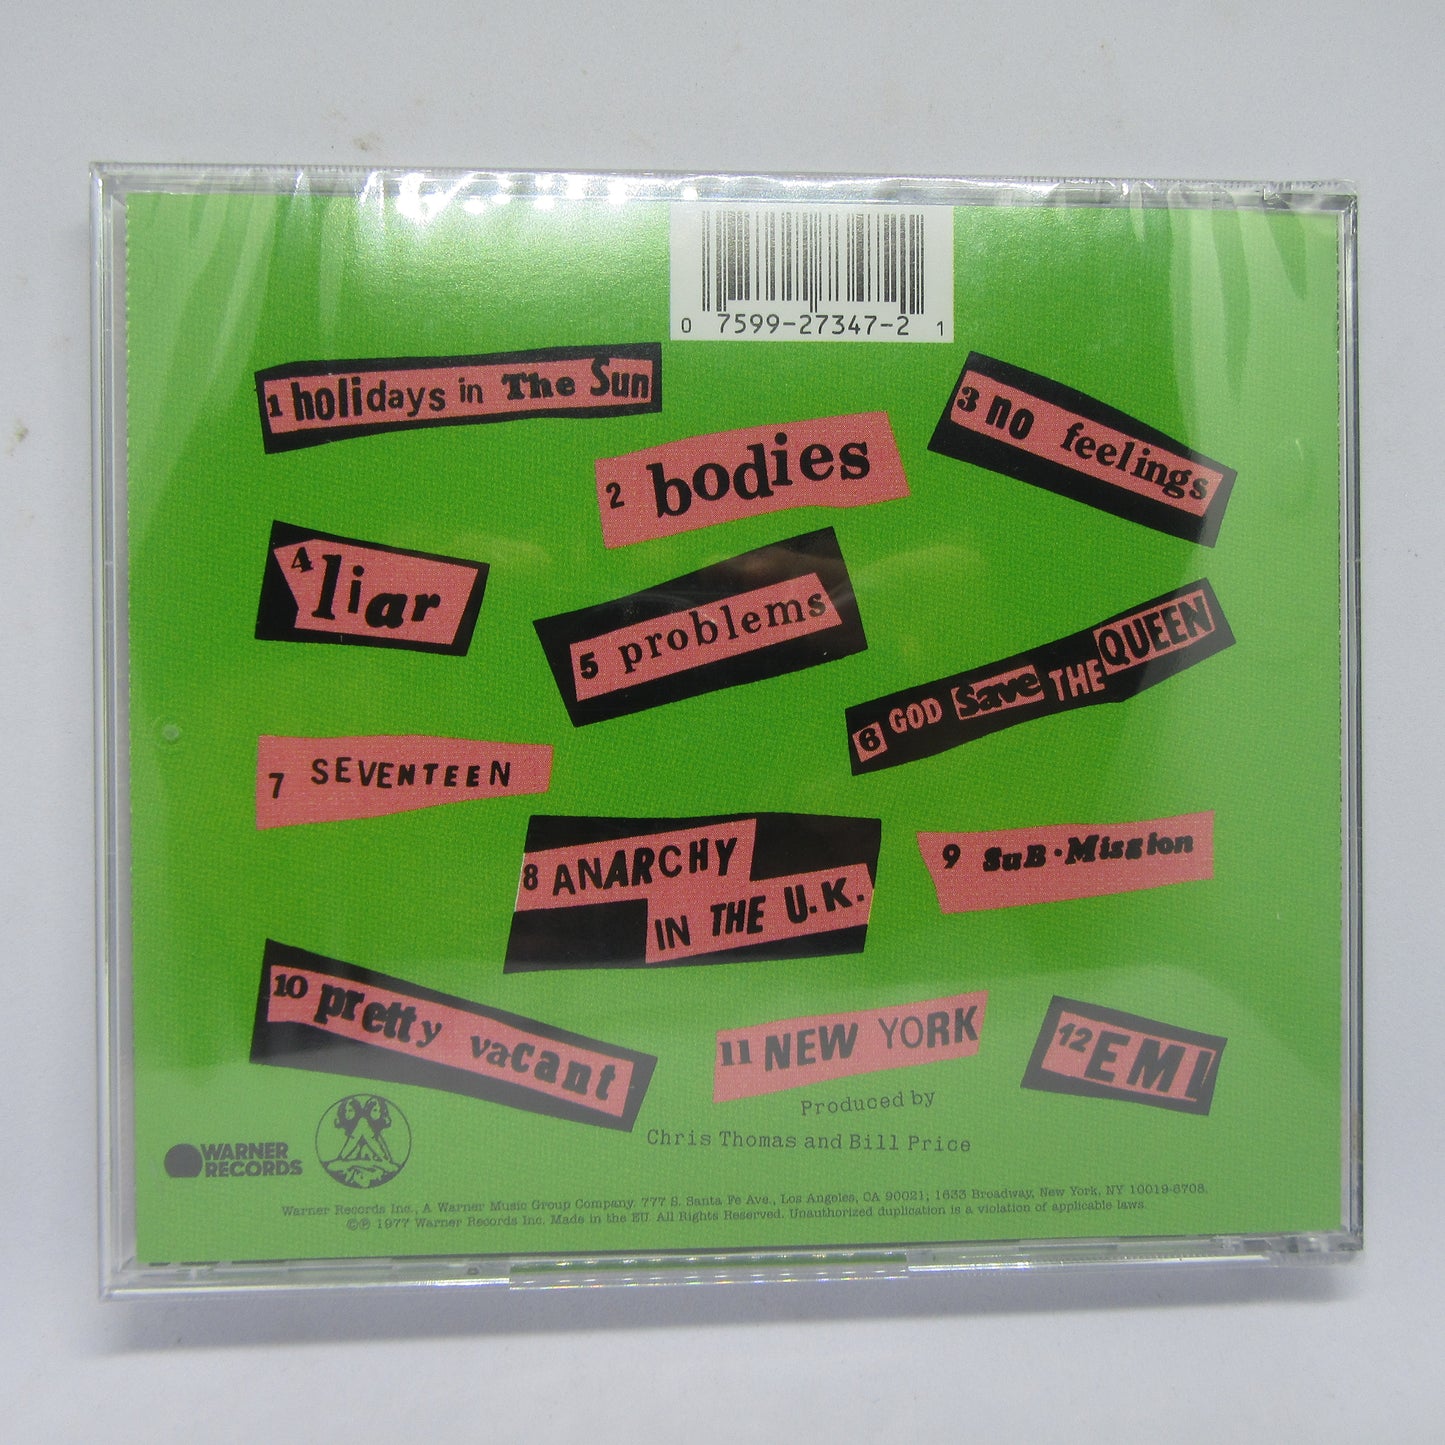 0 7599-27347-2 1
1 holidays in The Sun
2 bodies
3 no feelings
4 liar
5 problems
6 GOD Save THE QUEEN
7 SEVENTEEN
8 ANARCHY
IN THE U.K.
9 SuB·Mission
10 pretty vacant
11 NEW YORK
12 EMI
Produced by
Chris Thomas and Bill Price
WARNER
RECORDS
Warner Records Inc., A Warner Music Group Company. 777 S. Santa Fe Ave., Los Angeles, CA 90021; 1633 Broadway, New York, NY 10019-6708.
©℗ 1977 Warner Records Inc. Made in the EU. All Rights Reserved. Unauthorized duplication is a violation of applicable laws.